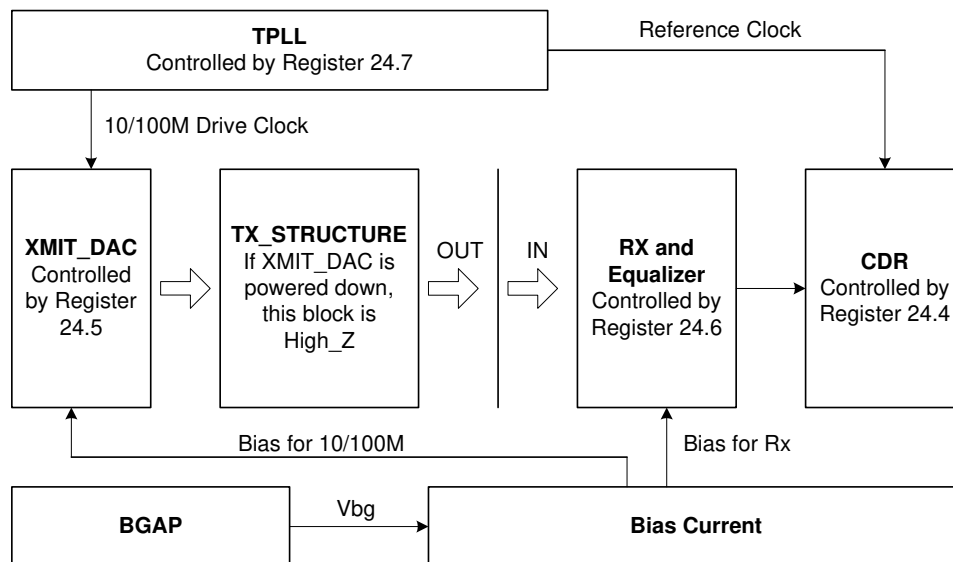 TPLL
Controlled by Register 24.7
Reference Clock
10/100M Drive Clock
XMIT_DAC
Controlled
by Register
24.5
TX_STRUCTURE
If XMIT_DAC is
powered down,
this block is
High_Z
OUT
IN
RX and
Equalizer
Controlled by
Register 24.6
CDR
Controlled by
Register 24.4
Bias for 10/100M
Bias for Rx
BGAP
Vbg
Bias Current